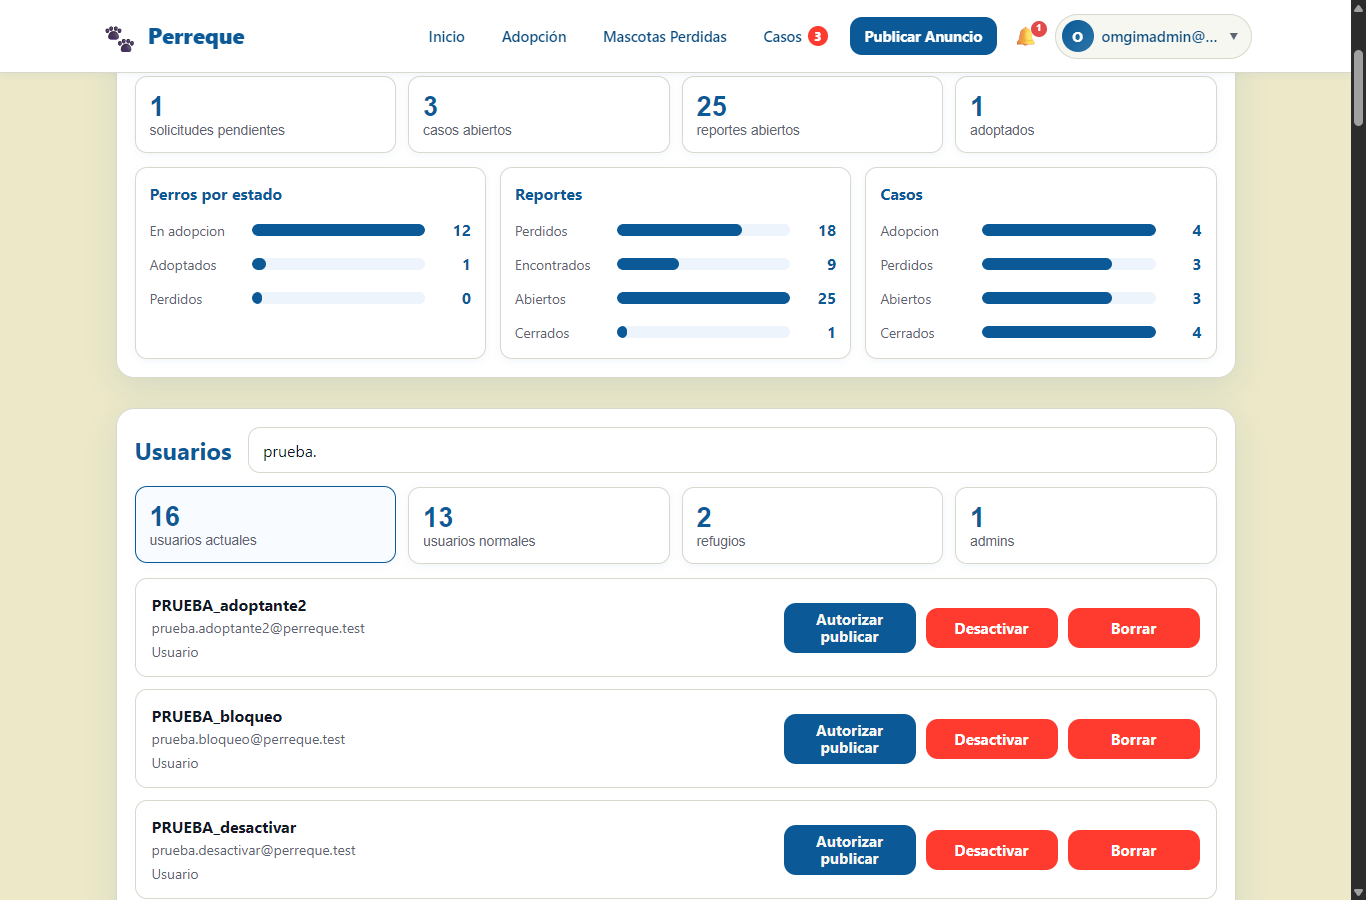 Perreque
Inicio
Adopción
Mascotas Perdidas
Casos 3
Publicar Anuncio
1
O omgimadmin@... ▼
1
solicitudes pendientes
3
casos abiertos
25
reportes abiertos
1
adoptados
Perros por estado
En adopcion 12
Adoptados 1
Perdidos 0
Reportes
Perdidos 18
Encontrados 9
Abiertos 25
Cerrados 1
Casos
Adopcion 4
Perdidos 3
Abiertos 3
Cerrados 4
Usuarios
prueba.
16
usuarios actuales
13
usuarios normales
2
refugios
1
admins
PRUEBA_adoptante2
prueba.adoptante2@perreque.test
Usuario
Autorizar
publicar
Desactivar
Borrar
PRUEBA_bloqueo
prueba.bloqueo@perreque.test
Usuario
Autorizar
publicar
Desactivar
Borrar
PRUEBA_desactivar
prueba.desactivar@perreque.test
Usuario
Autorizar
publicar
Desactivar
Borrar